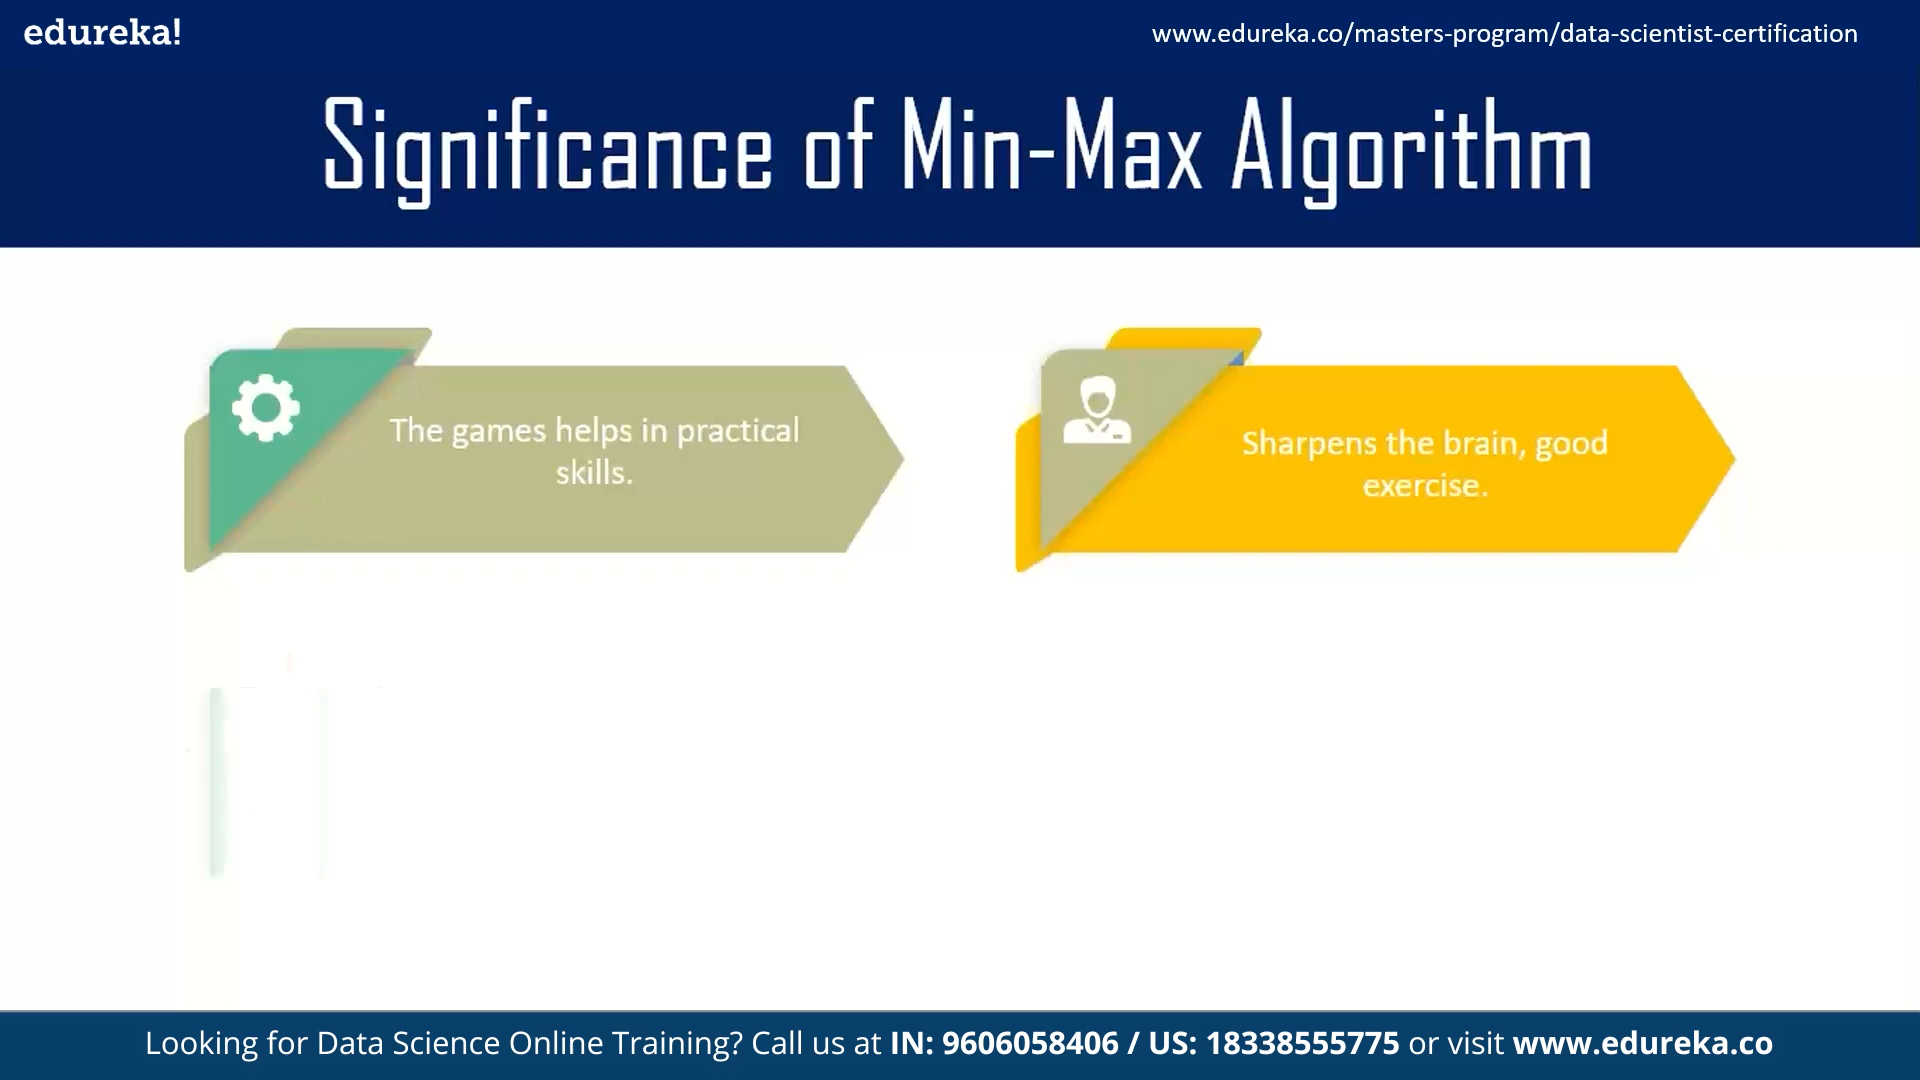 edureka!
www.edureka.co/masters-program/data-scientist-certification
Significance of Min-Max Algorithm
The games helps in practical
skills.
Sharpens the brain, good
exercise.
Looking for Data Science Online Training? Call us at IN: 9606058406 / US: 18338555775 or visit www.edureka.co